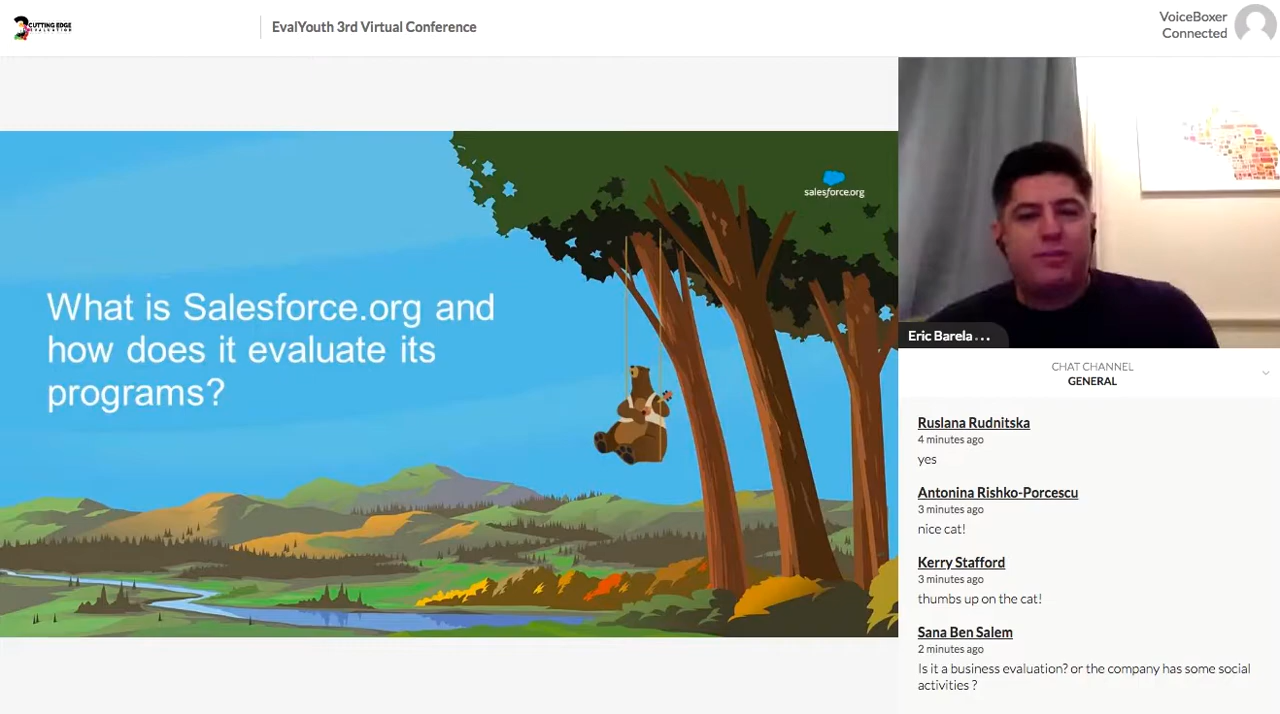 CUTTING EDGE
EVALUATION
EvalYouth 3rd Virtual Conference
VoiceBoxer
Connected
salesforce.org
What is Salesforce.org and
how does it evaluate its
programs?
Eric Barela...
CHAT CHANNEL
GENERAL
Ruslana Rudnitska
4 minutes ago
yes
Antonina Rishko-Porcescu
3 minutes ago
nice cat!
Kerry Stafford
3 minutes ago
thumbs up on the cat!
Sana Ben Salem
2 minutes ago
Is it a business evaluation? or the company has some social
activities ?